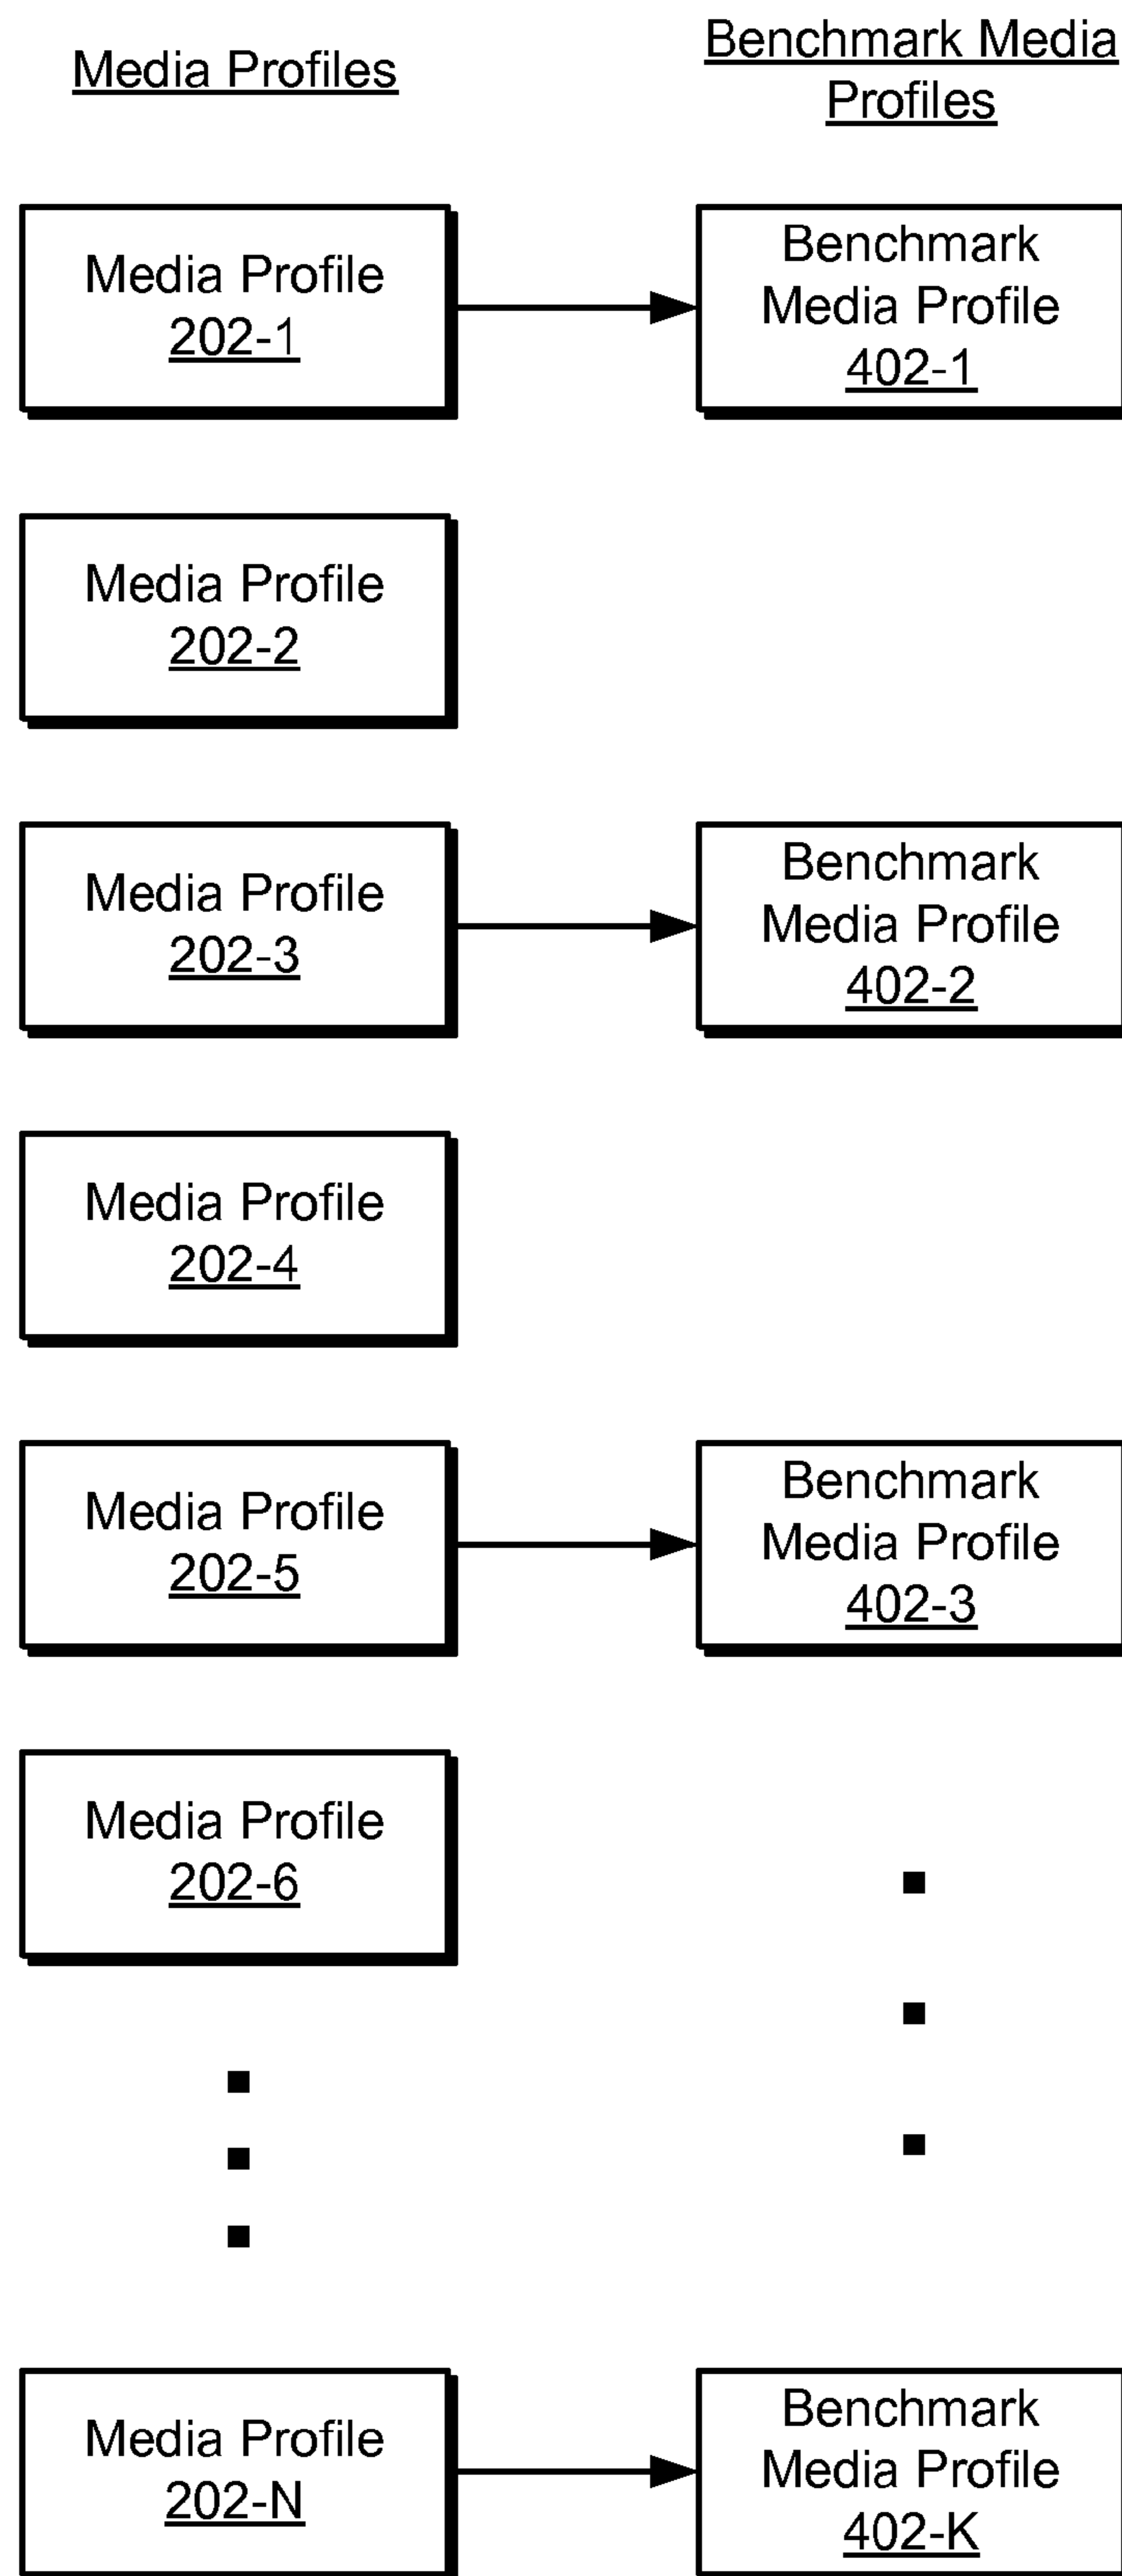 Media Profiles
Benchmark Media
Profiles
Media Profile
202-1
Benchmark
Media Profile
402-1
Media Profile
202-2
Media Profile
202-3
Benchmark
Media Profile
402-2
Media Profile
202-4
Media Profile
202-5
Benchmark
Media Profile
402-3
Media Profile
202-6
Media Profile
202-N
Benchmark
Media Profile
402-K